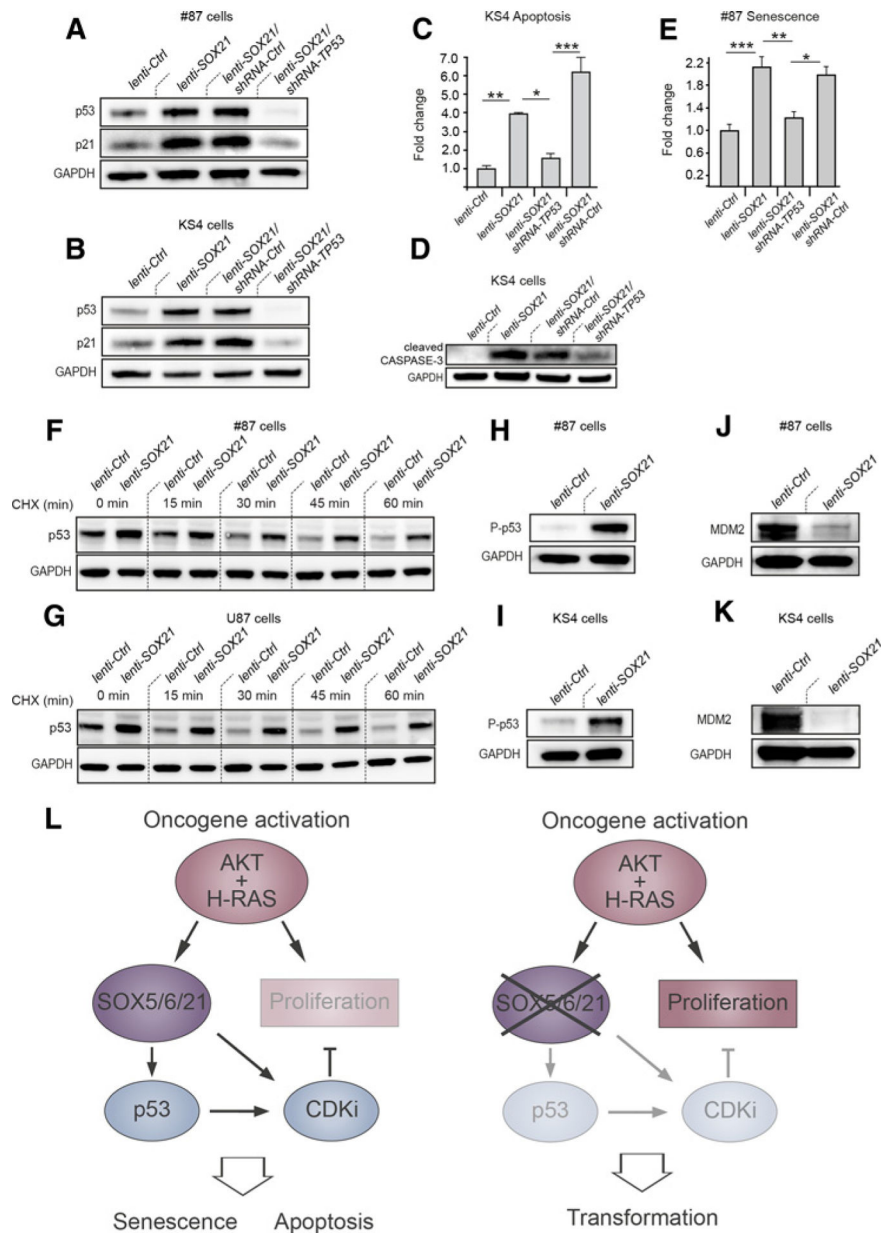 A
#87 cells
lenti-Ctrl
lenti-SOX21
lenti-SOX21/
shRNA-Ctrl
lenti-SOX21/
shRNA-TP53
p53
p21
GAPDH
B
KS4 cells
lenti-Ctrl
lenti-SOX21
lenti-SOX21/
shRNA-Ctrl
lenti-SOX21/
shRNA-TP53
p53
p21
GAPDH
C
KS4 Apoptosis
Fold change
7.0
6.0
5.0
4.0
3.0
2.0
1.0
**
*
***
lenti-Ctrl
lenti-SOX21
lenti-SOX21
shRNA-TP53
lenti-SOX21
shRNA-Ctrl
E
#87 Senescence
Fold change
2.2
1.8
1.4
1.0
0.6
0.2
***
**
*
lenti-Ctrl
lenti-SOX21
lenti-SOX21
shRNA-TP53
lenti-SOX21
shRNA-Ctrl
D
KS4 cells
lenti-Ctrl
lenti-SOX21
lenti-SOX21/
shRNA-Ctrl
lenti-SOX21/
shRNA-TP53
cleaved
CASPASE-3
GAPDH
F
#87 cells
lenti-Ctrl
lenti-SOX21
lenti-Ctrl
lenti-SOX21
lenti-Ctrl
lenti-SOX21
lenti-Ctrl
lenti-SOX21
lenti-Ctrl
lenti-SOX21
CHX (min) 0 min 15 min 30 min 45 min 60 min
p53
GAPDH
G
U87 cells
lenti-Ctrl
lenti-SOX21
lenti-Ctrl
lenti-SOX21
lenti-Ctrl
lenti-SOX21
lenti-Ctrl
lenti-SOX21
lenti-Ctrl
lenti-SOX21
CHX (min) 0 min 15 min 30 min 45 min 60 min
p53
GAPDH
H
#87 cells
lenti-Ctrl
lenti-SOX21
P-p53
GAPDH
I
KS4 cells
lenti-Ctrl
lenti-SOX21
P-p53
GAPDH
J
#87 cells
lenti-Ctrl
lenti-SOX21
MDM2
GAPDH
K
KS4 cells
lenti-Ctrl
lenti-SOX21
MDM2
GAPDH
L
Oncogene activation
AKT
+
H-RAS
SOX5/6/21
Proliferation
p53
CDKi
Senescence Apoptosis
Oncogene activation
AKT
+
H-RAS
SOX5/6/21
Proliferation
p53
CDKi
Transformation